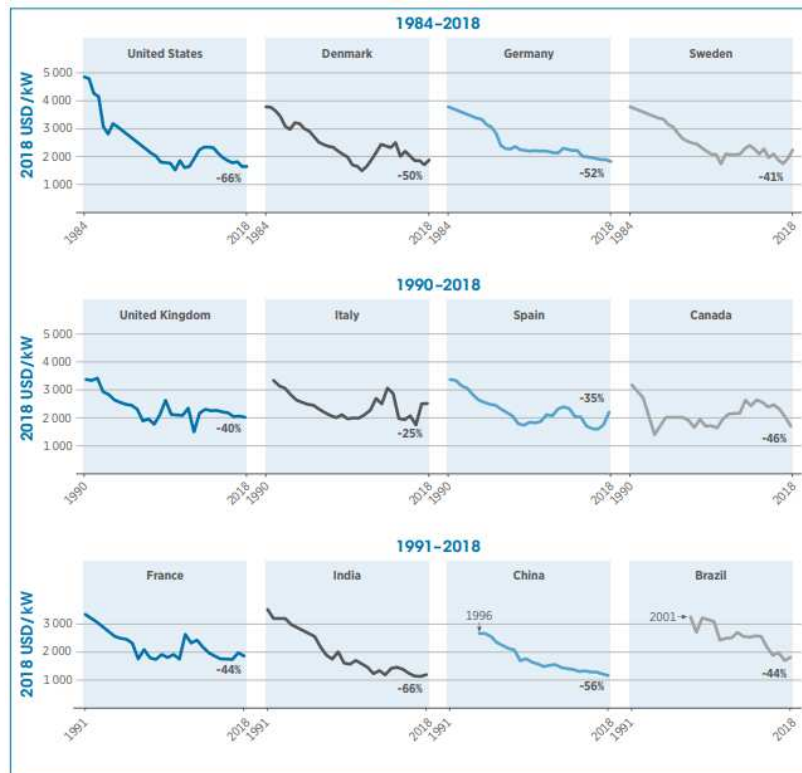 1984–2018
United States Denmark Germany Sweden
2018 USD/kW
5 000
4 000
3 000
2 000
1 000
-66% -50% -52% -41%
1984 2018 1984 2018 1984 2018 1984 2018
1990–2018
United Kingdom Italy Spain Canada
2018 USD/kW
5 000
4 000
3 000
2 000
1 000
-40% -25% -35% -46%
1990 2018 1990 2018 1990 2018 1990 2018
1991–2018
France India China Brazil
2018 USD/kW
3 000
2 000
1 000
1996
2001
-44% -66% -56% -44%
1991 2018 1991 2018 1991 2018 1991 2018